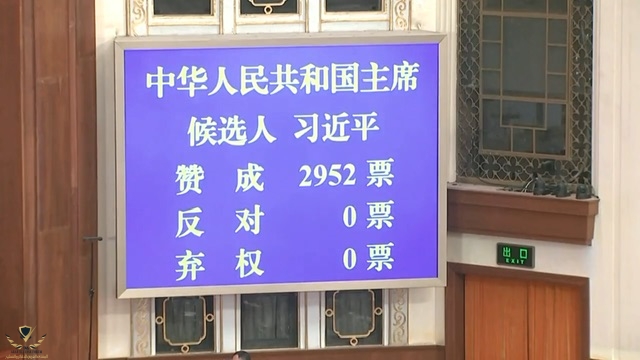 中华人民共和国主席
候选人 习近平
赞 成 2952 票
反 对 0 票
弃 权 0 票
出 口
EXIT